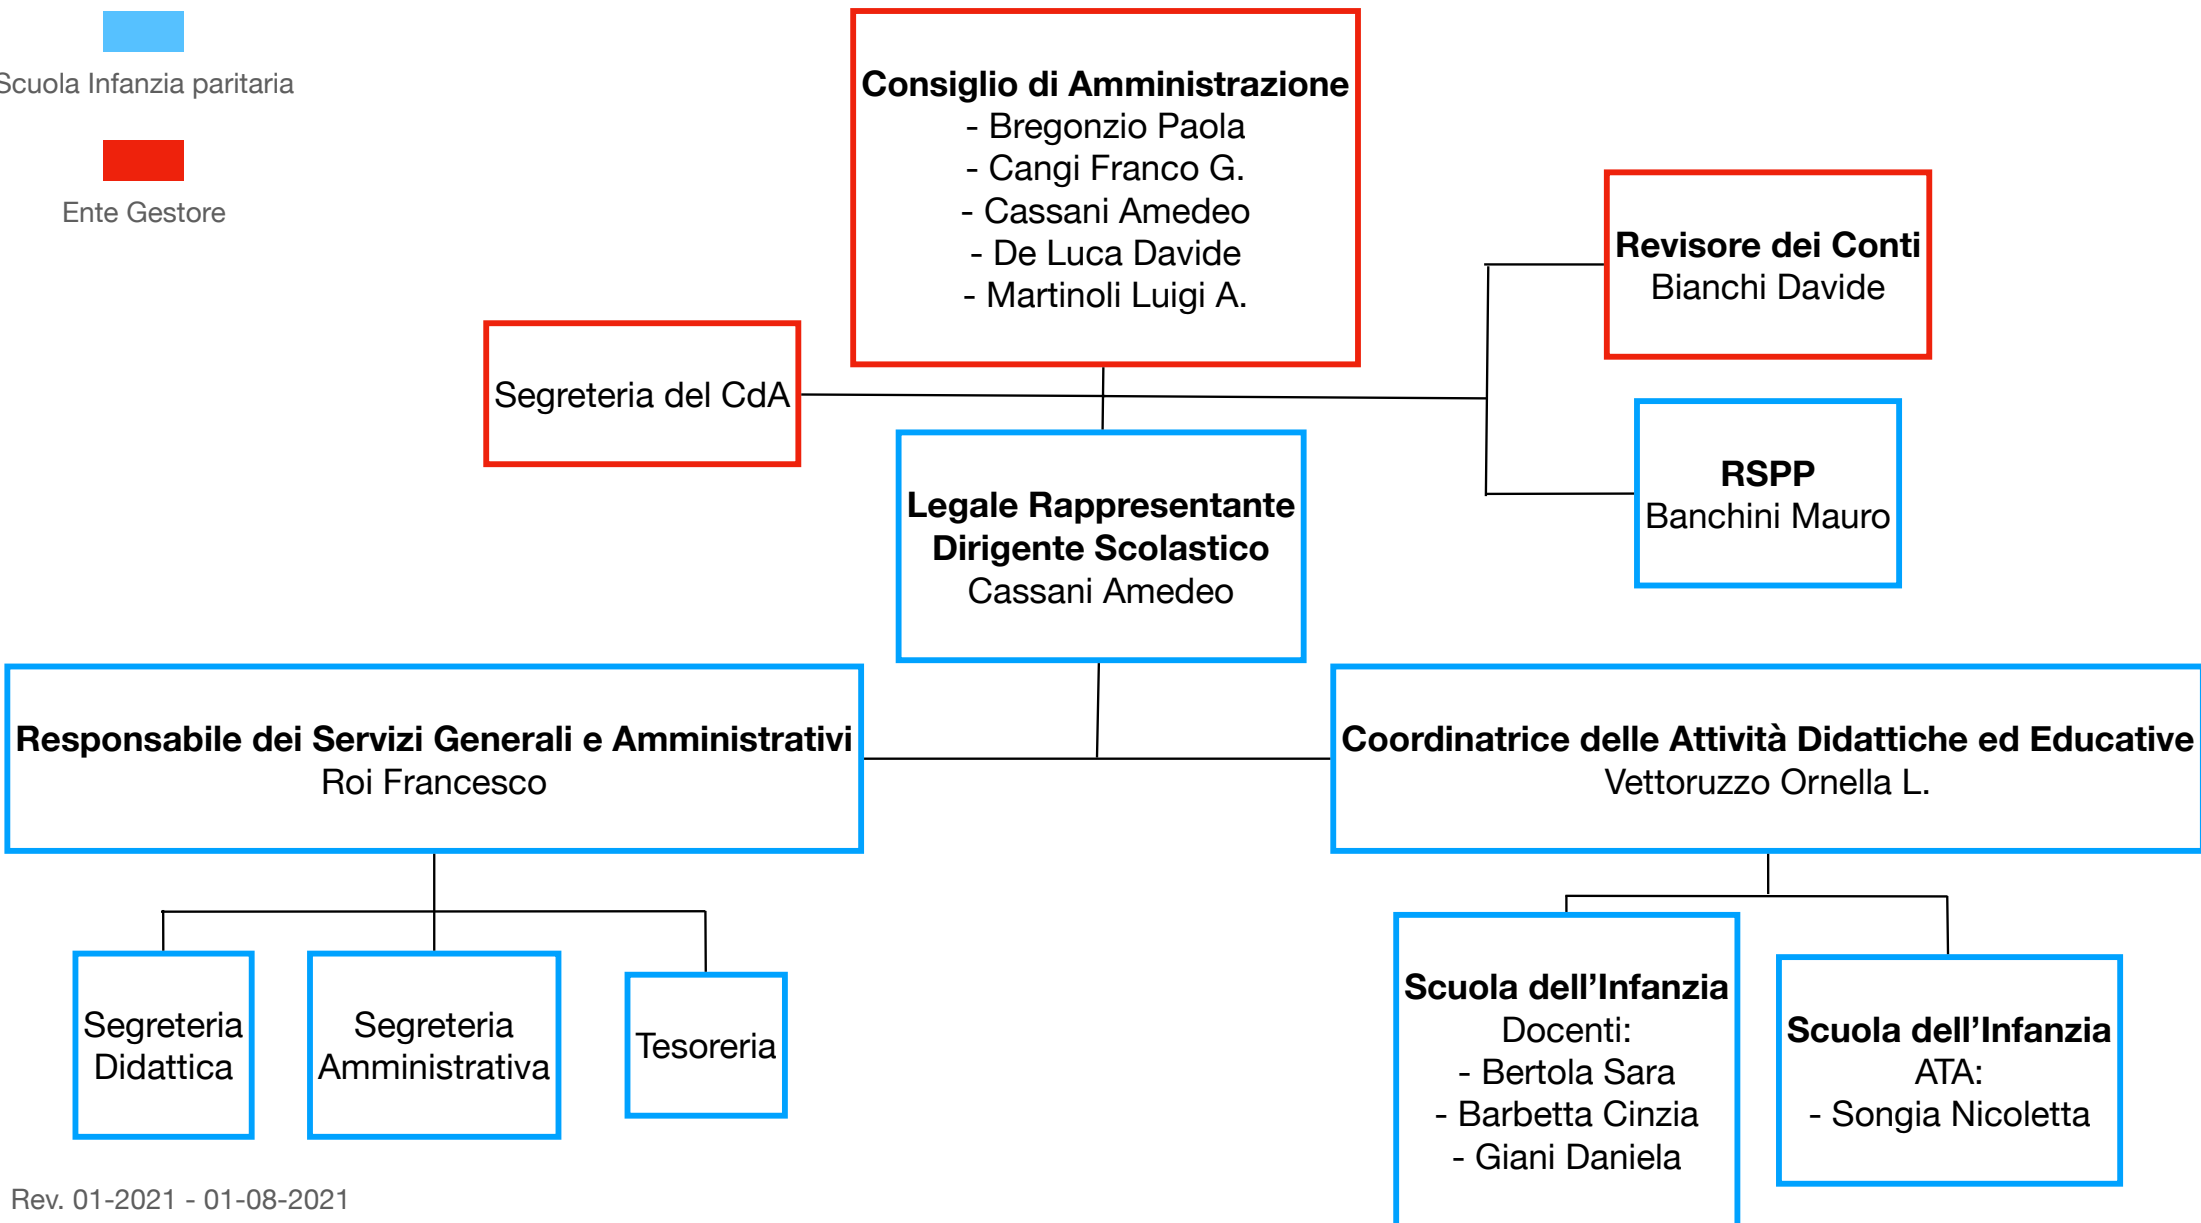 Scuola Infanzia paritaria
Ente Gestore
Consiglio di Amministrazione
- Bregonzio Paola
- Cangi Franco G.
- Cassani Amedeo
- De Luca Davide
- Martinoli Luigi A.
Revisore dei Conti
Bianchi Davide
Segreteria del CdA
RSPP
Banchini Mauro
Legale Rappresentante
Dirigente Scolastico
Cassani Amedeo
Responsabile dei Servizi Generali e Amministrativi
Roi Francesco
Coordinatrice delle Attività Didattiche ed Educative
Vettoruzzo Ornella L.
Segreteria
Didattica
Segreteria
Amministrativa
Tesoreria
Scuola dell’Infanzia
Docenti:
- Bertola Sara
- Barbetta Cinzia
- Giani Daniela
Scuola dell’Infanzia
ATA:
- Songia Nicoletta
Rev. 01-2021 - 01-08-2021